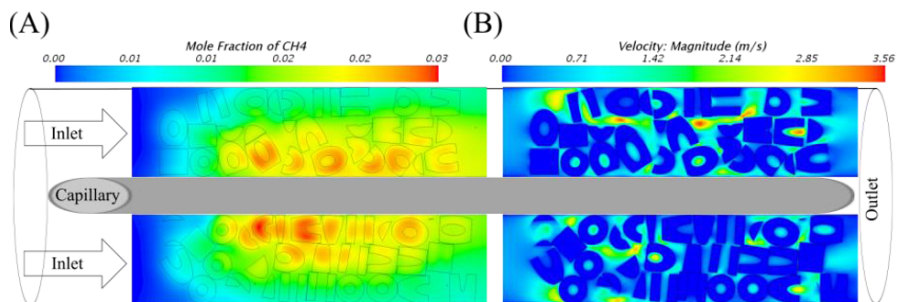 (A)
Mole Fraction of CH4
0.00 0.01 0.01 0.02 0.02 0.03
(B)
Velocity: Magnitude (m/s)
0.00 0.71 1.42 2.14 2.85 3.56
Inlet
Capillary
Inlet
Outlet